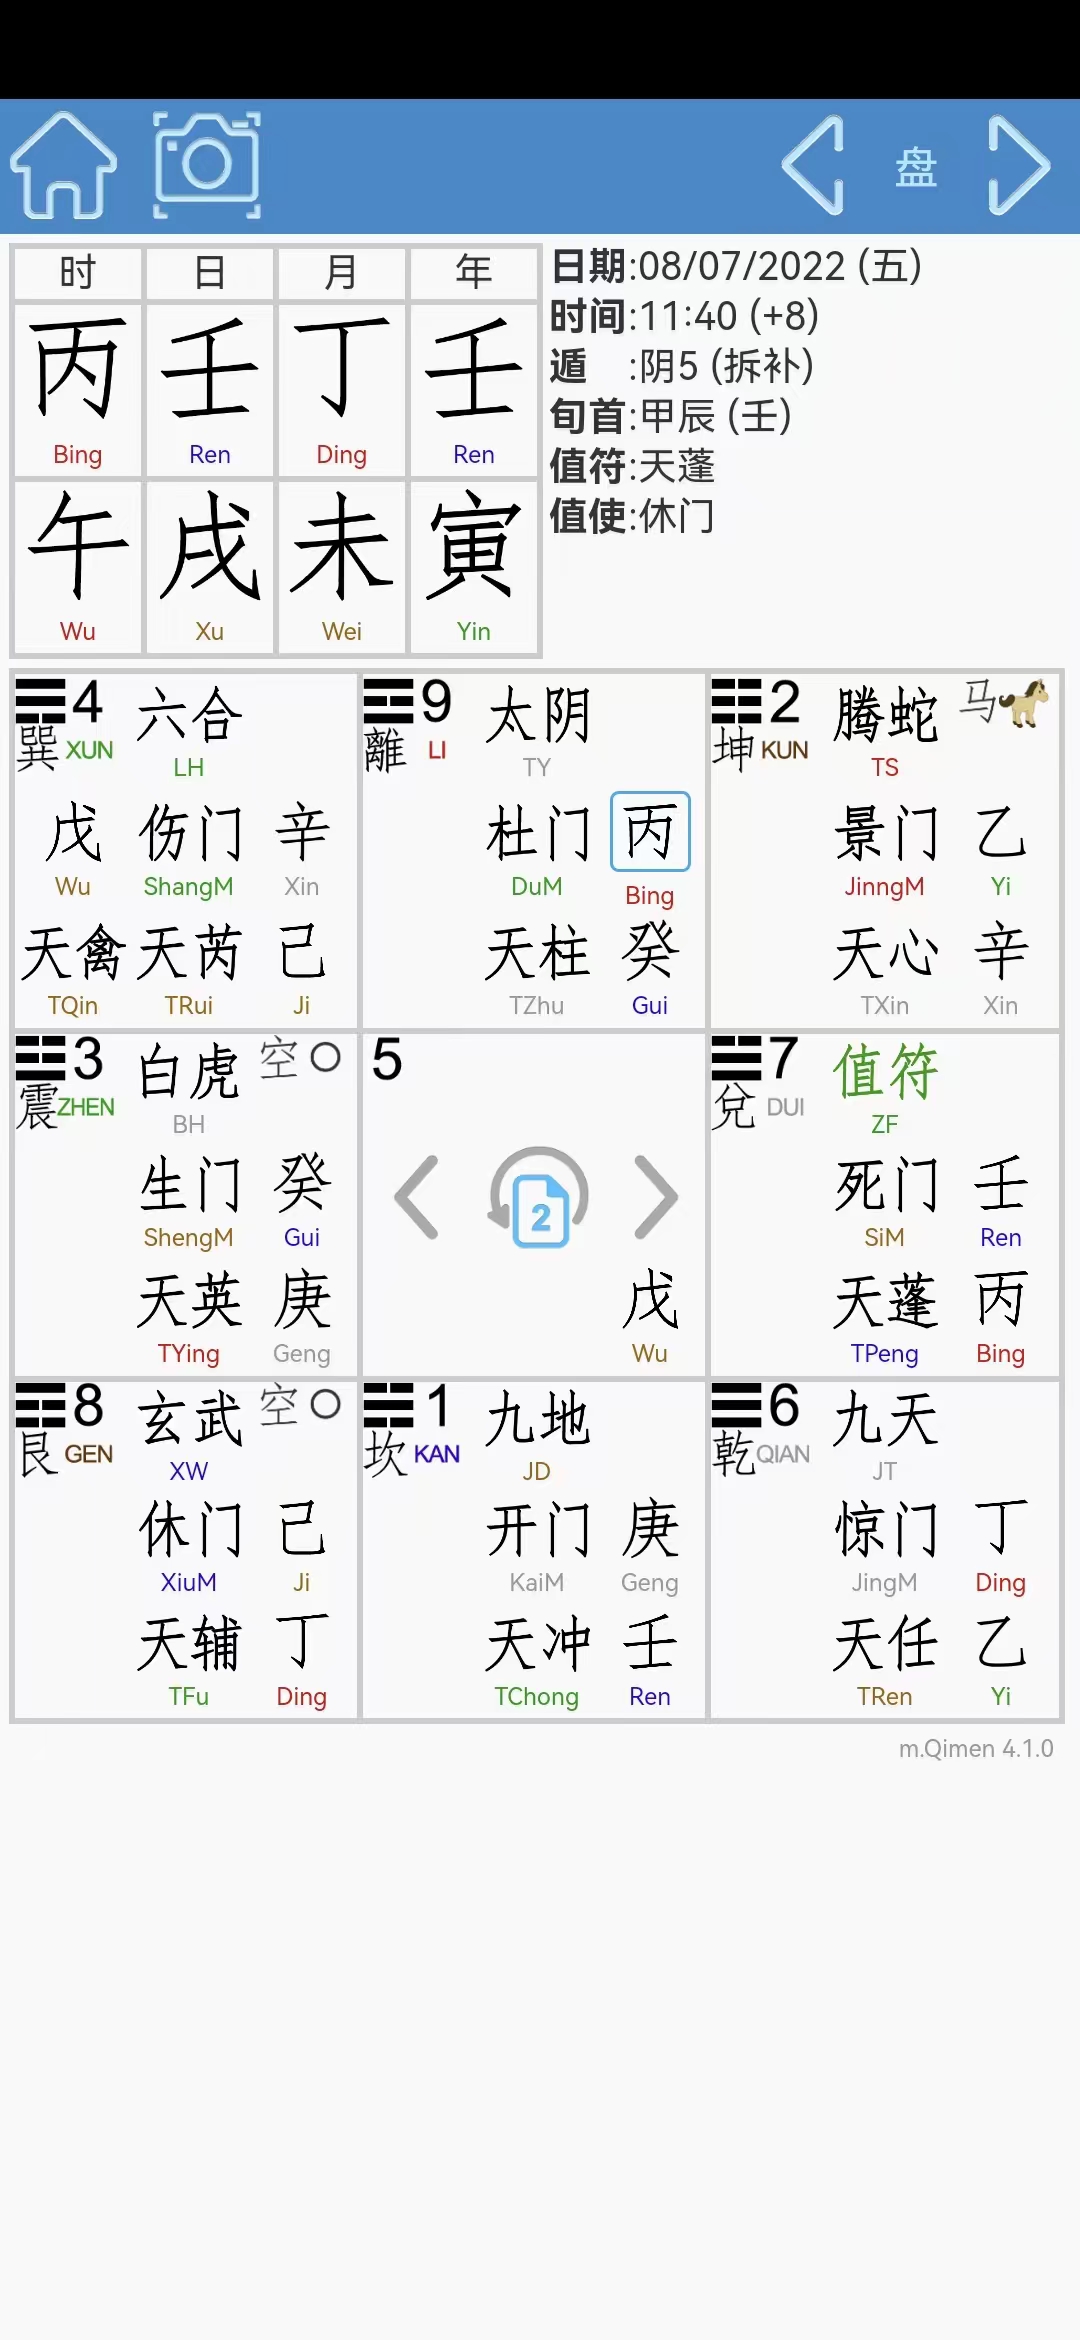 盘
时 日 月 年
丙 壬 丁 壬
Bing Ren Ding Ren
午 戌 未 寅
Wu Xu Wei Yin
日期:08/07/2022 (五)
时间:11:40 (+8)
遁 :阴5 (拆补)
旬首:甲辰 (壬)
值符:天蓬
值使:休门
4 六合
巽 XUN LH
戊 伤门 辛
Wu ShangM Xin
天禽 天芮 己
TQin TRui Ji
9 太阴
離 LI TY
杜门 丙
DuM Bing
天柱 癸
TZhu Gui
2 腾蛇 马
坤 KUN TS
景门 乙
JinngM Yi
天心 辛
TXin Xin
3 白虎 空
震 ZHEN BH
生门 癸
ShengM Gui
天英 庚
TYing Geng
5
2
戊
Wu
7 值符
兌 DUI ZF
死门 壬
SiM Ren
天蓬 丙
TPeng Bing
8 玄武 空
艮 GEN XW
休门 己
XiuM Ji
天辅 丁
TFu Ding
1 九地
坎 KAN JD
开门 庚
KaiM Geng
天冲 壬
TChong Ren
6 九天
乾 QIAN JT
惊门 丁
JingM Ding
天任 乙
TRen Yi
m.Qimen 4.1.0